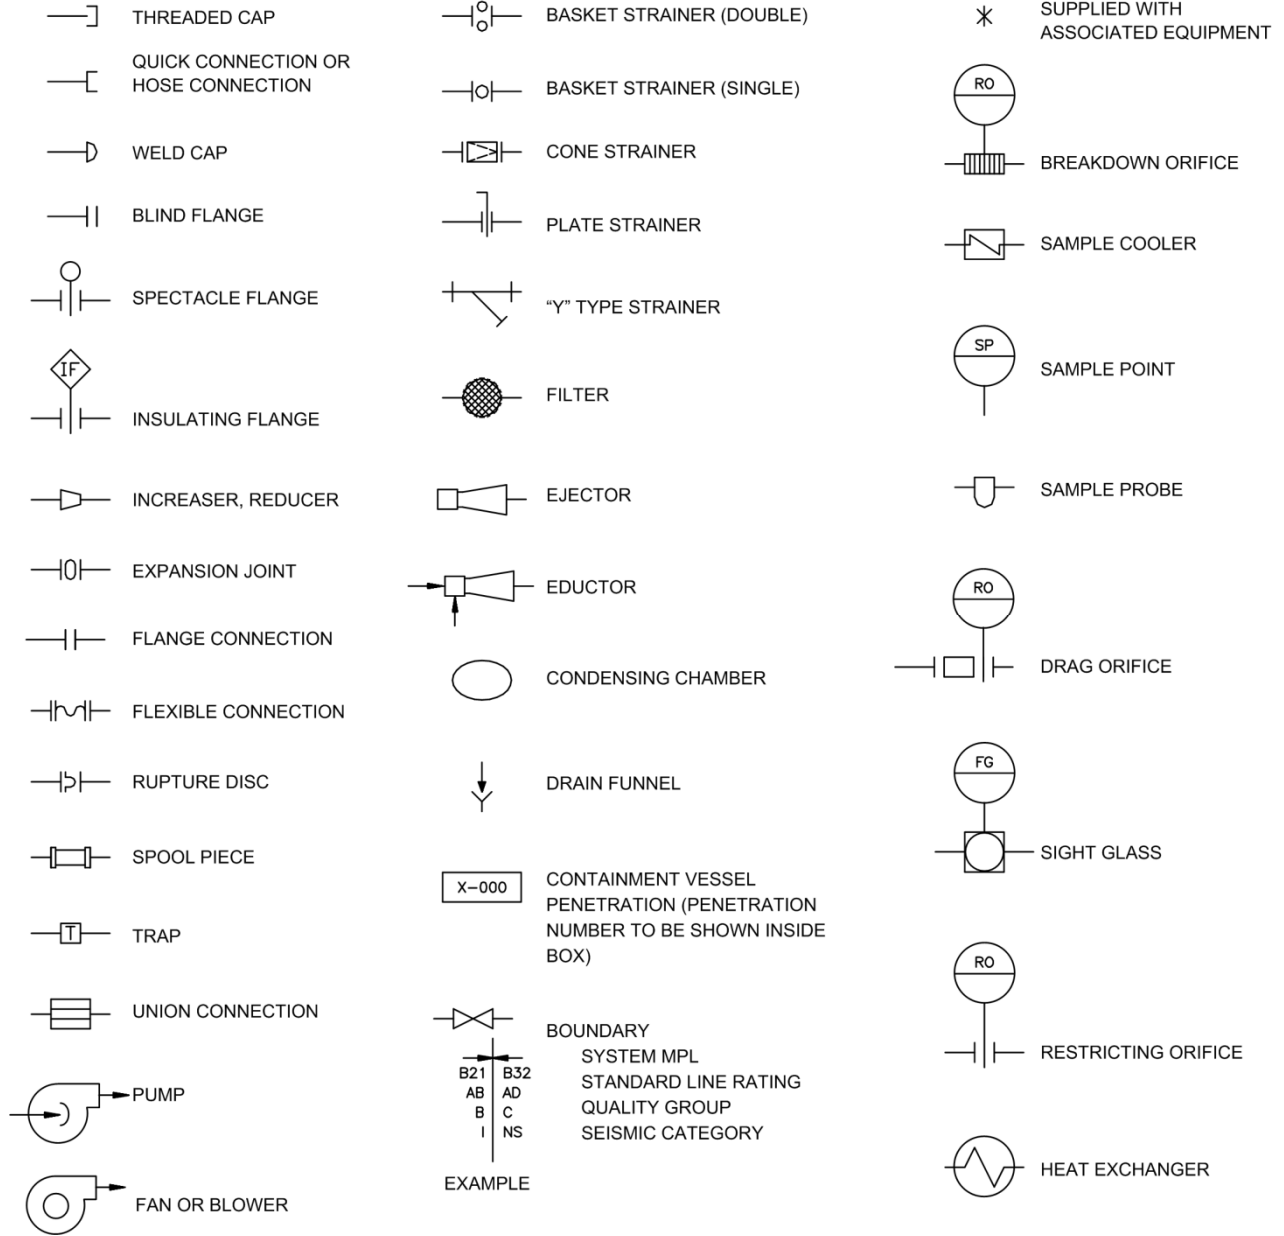 THREADED CAP
QUICK CONNECTION OR
HOSE CONNECTION
WELD CAP
BLIND FLANGE
SPECTACLE FLANGE
IF
INSULATING FLANGE
INCREASER, REDUCER
EXPANSION JOINT
FLANGE CONNECTION
FLEXIBLE CONNECTION
RUPTURE DISC
SPOOL PIECE
T
TRAP
UNION CONNECTION
PUMP
FAN OR BLOWER
BASKET STRAINER (DOUBLE)
BASKET STRAINER (SINGLE)
CONE STRAINER
PLATE STRAINER
“Y” TYPE STRAINER
FILTER
EJECTOR
EDUCTOR
CONDENSING CHAMBER
DRAIN FUNNEL
X-000
CONTAINMENT VESSEL
PENETRATION (PENETRATION
NUMBER TO BE SHOWN INSIDE
BOX)
BOUNDARY
SYSTEM MPL
B21 B32
STANDARD LINE RATING
AB AD
QUALITY GROUP
B C
SEISMIC CATEGORY
I NS
EXAMPLE
SUPPLIED WITH
ASSOCIATED EQUIPMENT
RO
BREAKDOWN ORIFICE
SAMPLE COOLER
SP
SAMPLE POINT
SAMPLE PROBE
RO
DRAG ORIFICE
FG
SIGHT GLASS
RO
RESTRICTING ORIFICE
HEAT EXCHANGER